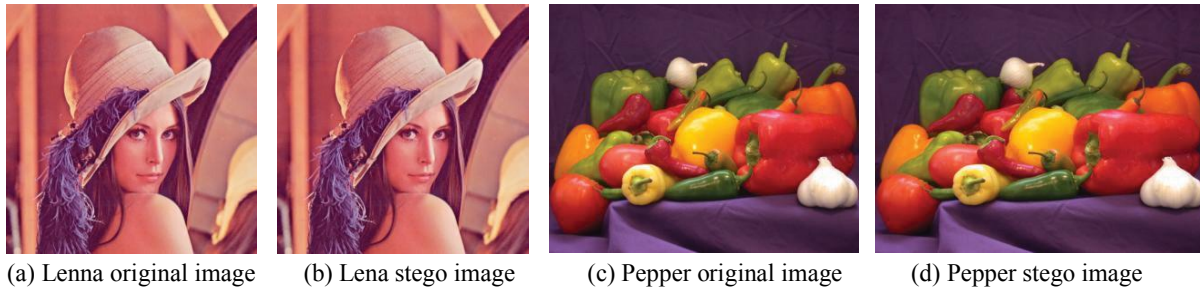 (a) Lenna original image
(b) Lena stego image
(c) Pepper original image
(d) Pepper stego image